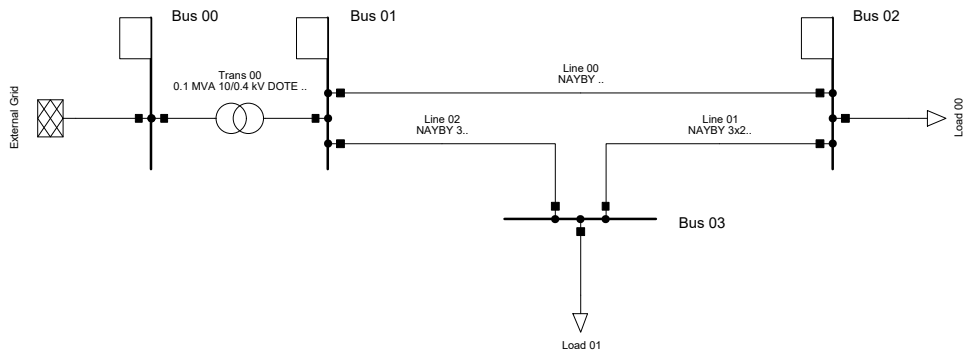 Bus 00
Bus 01
Bus 02
Trans 00
0.1 MVA 10/0.4 kV DOTE ..
Line 00
NAYBY ..
External Grid
Line 02
NAYBY 3..
Line 01
NAYBY 3x2..
Load 00
Bus 03
Load 01